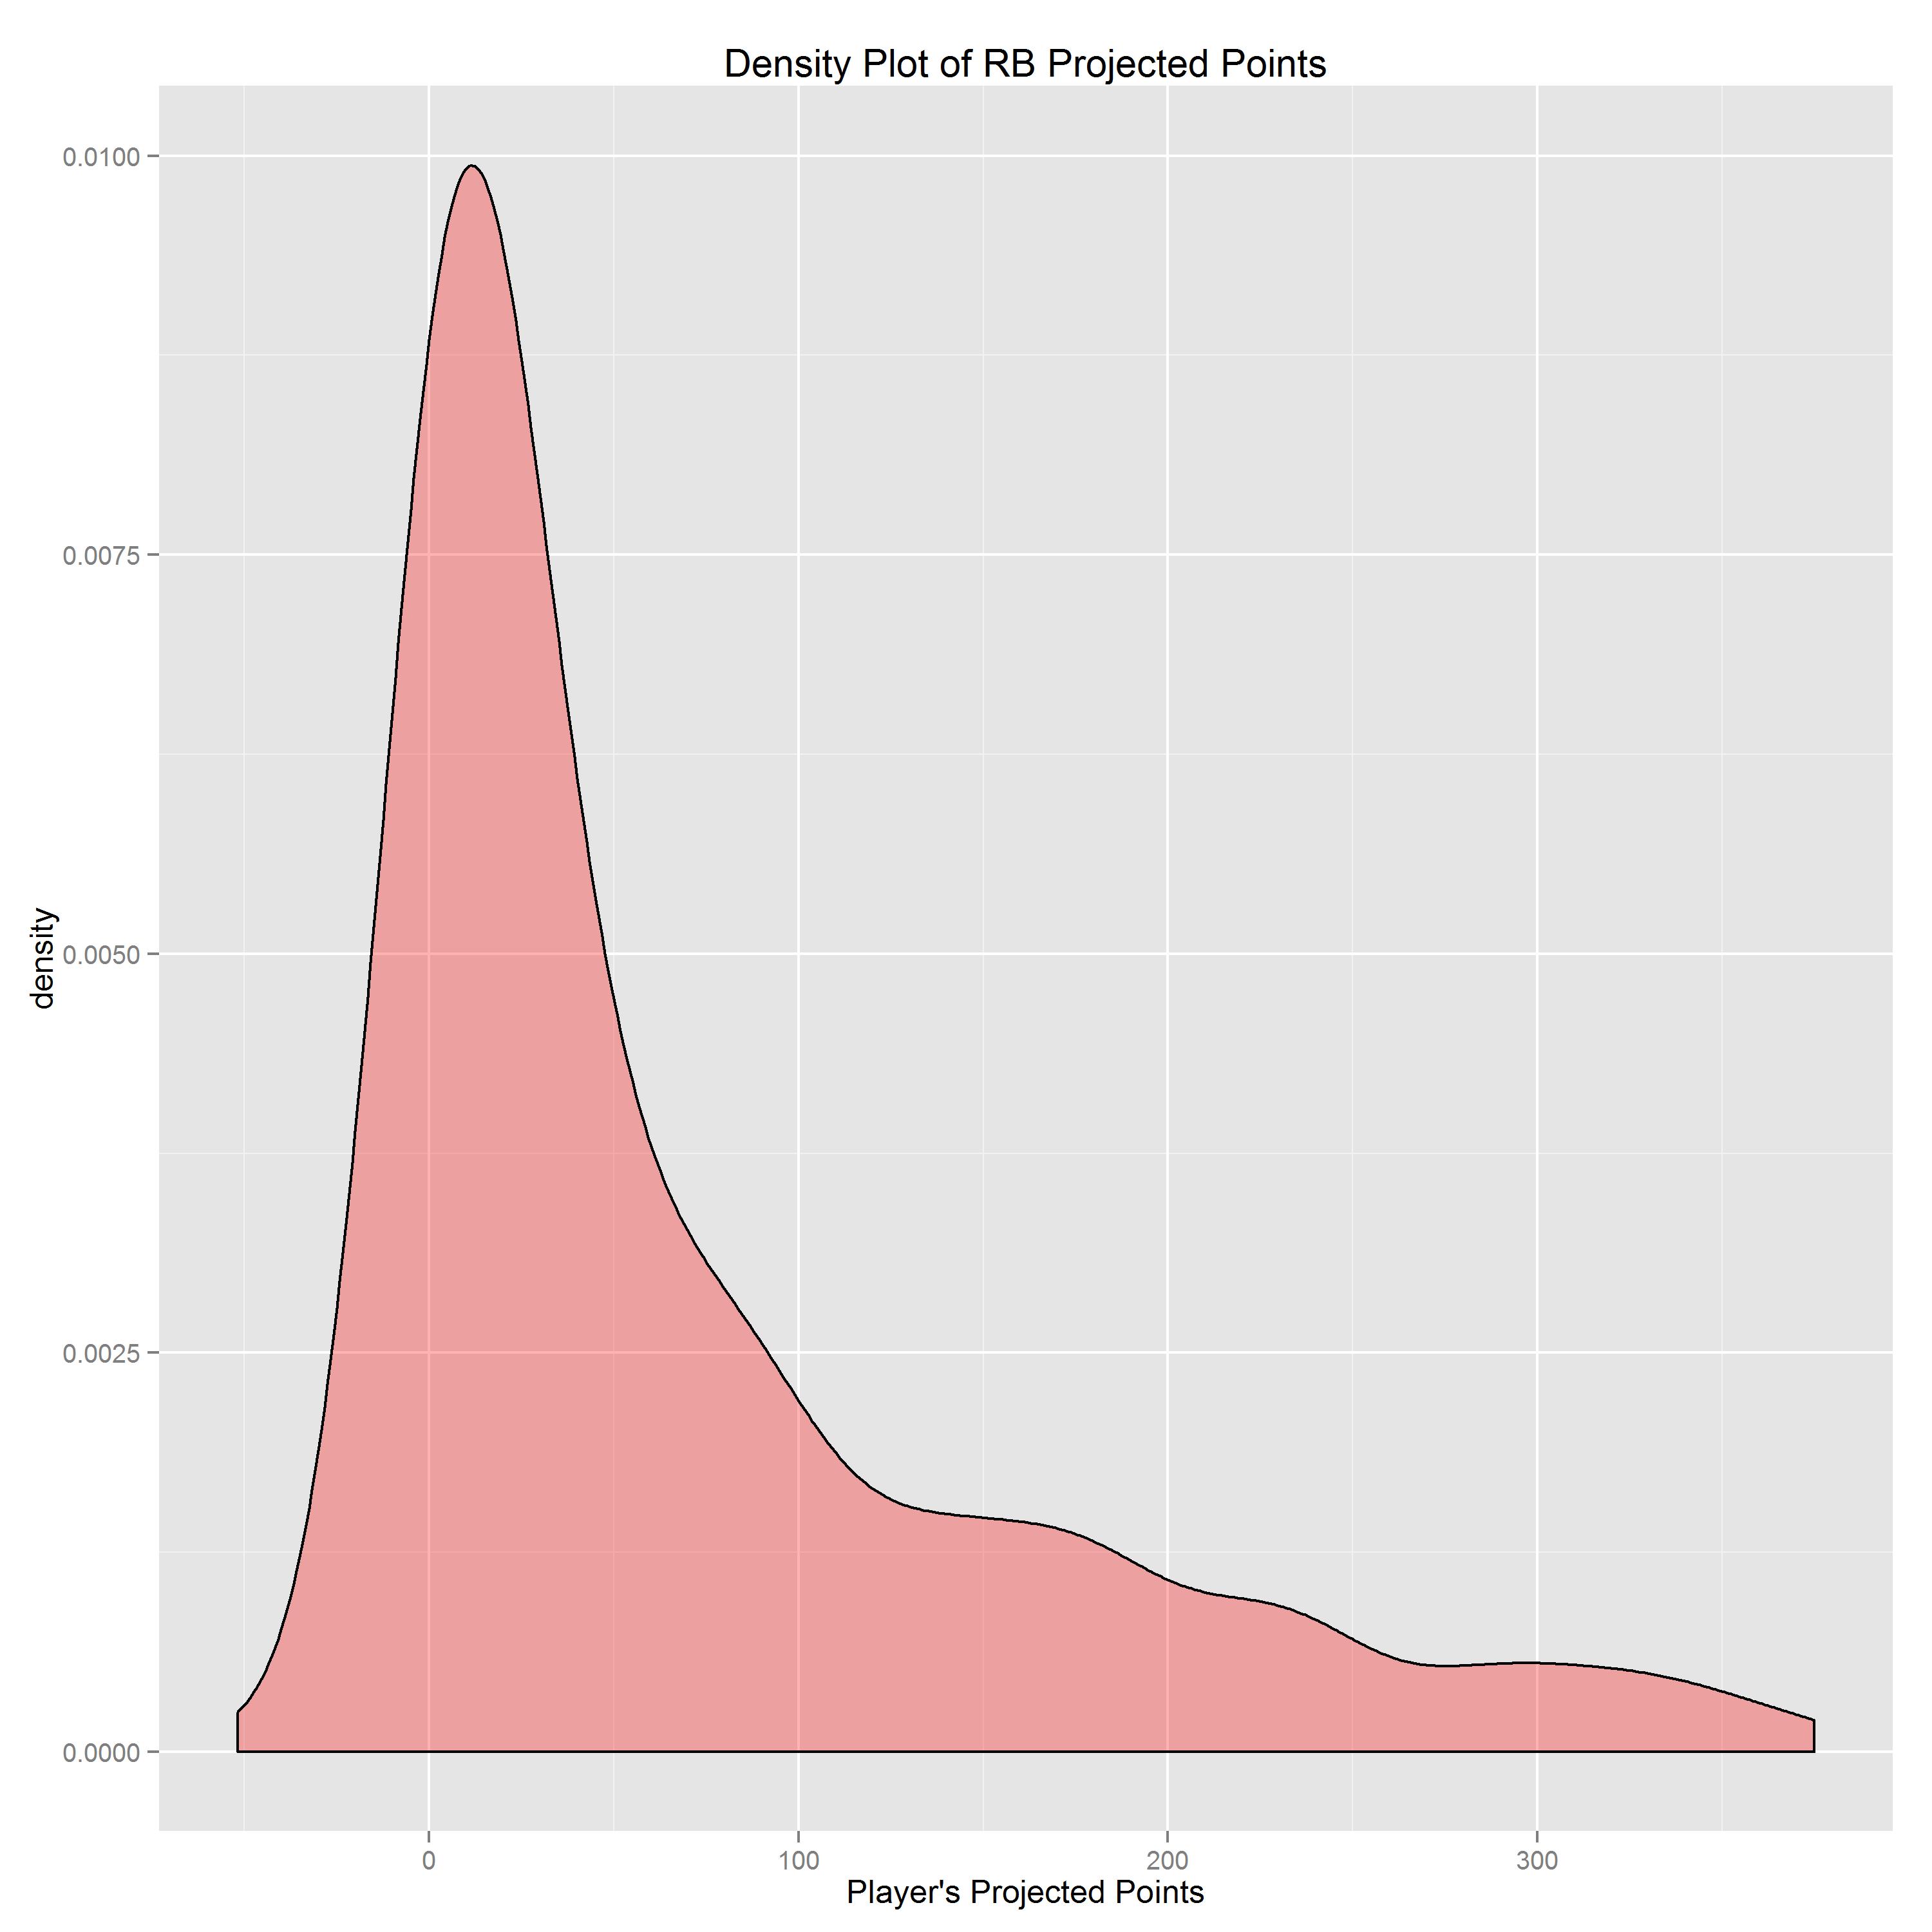 Density Plot of RB Projected Points
0.0100
0.0075
0.0050
0.0025
0.0000
density
0 100 200 300
Player's Projected Points